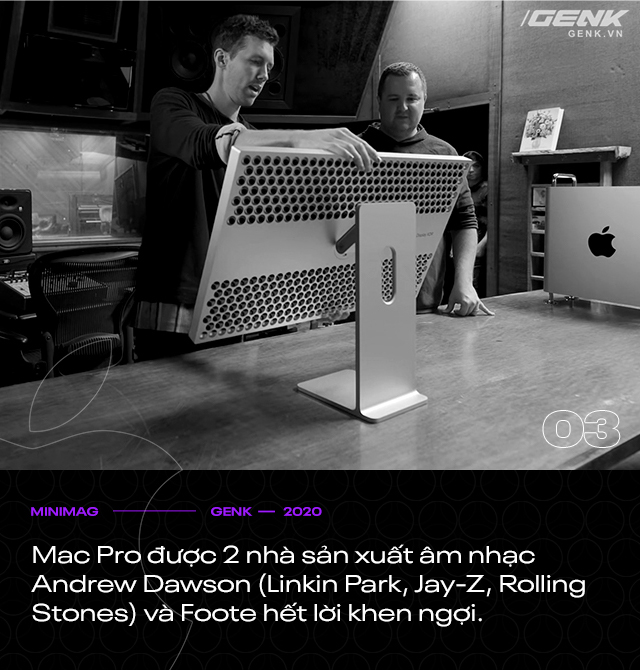 /GENK
GENK.VN
03
MINIMAG
GENK — 2020
Mac Pro được 2 nhà sản xuất âm nhạc
Andrew Dawson (Linkin Park, Jay-Z, Rolling
Stones) và Foote hết lời khen ngợi.